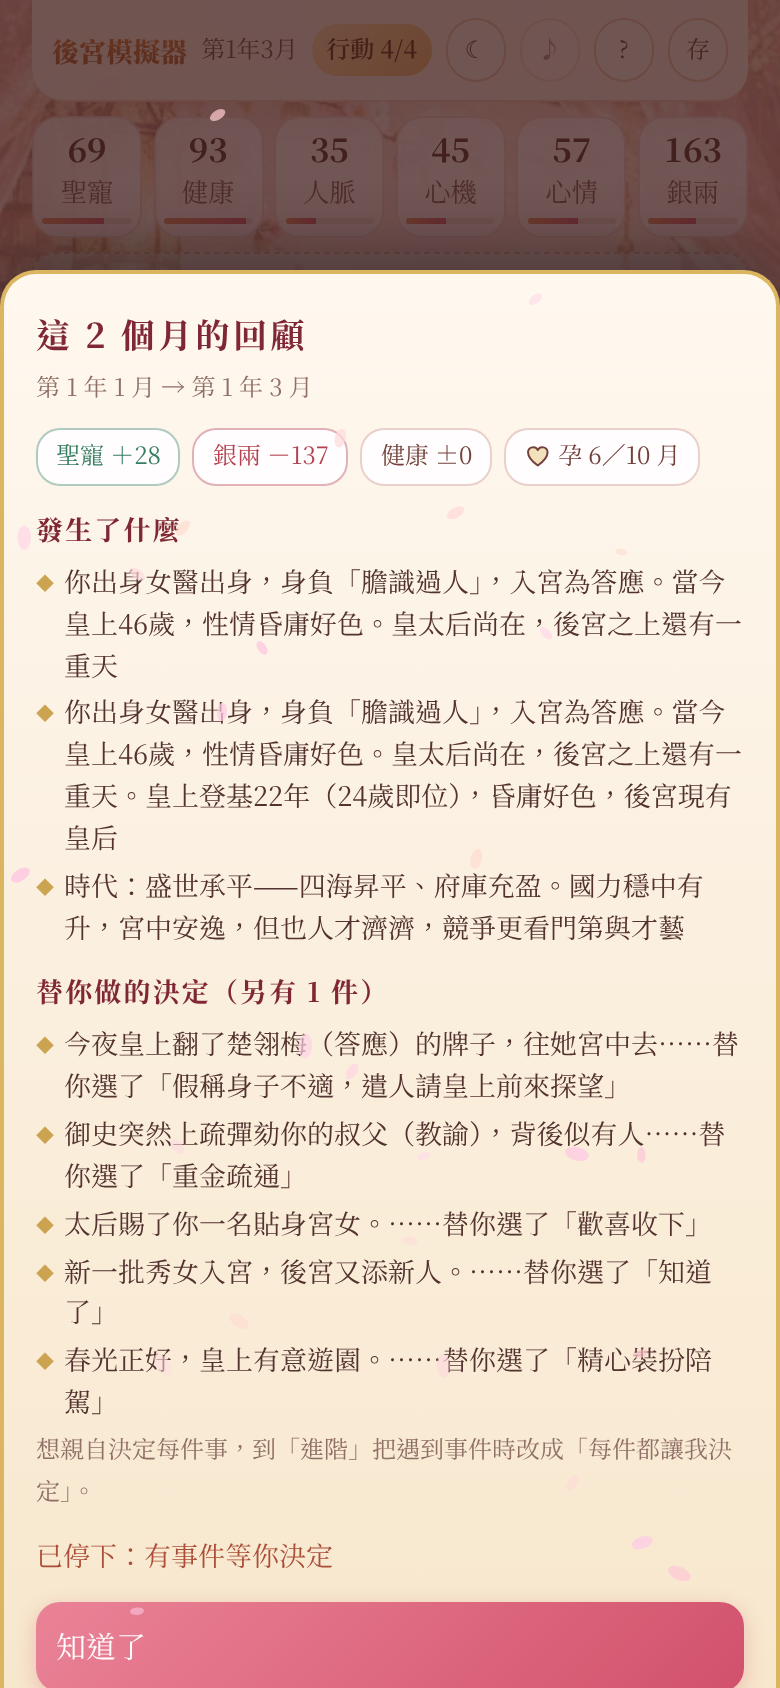 後宮模擬器 第1年3月 行動 4/4 ☾ ♪ ? 存
69 93 35 45 57 163
聖寵 健康 人脈 心機 心情 銀兩
這 2 個月的回顧
第 1 年 1 月 → 第 1 年 3 月
聖寵 +28 銀兩 −137 健康 ±0 孕 6／10 月
發生了什麼
◆ 你出身女醫出身，身負「膽識過人」，入宮為答應。當今
皇上46歲，性情昏庸好色。皇太后尚在，後宮之上還有一
重天
◆ 你出身女醫出身，身負「膽識過人」，入宮為答應。當今
皇上46歲，性情昏庸好色。皇太后尚在，後宮之上還有一
重天。皇上登基22年（24歲即位），昏庸好色，後宮現有
皇后
◆ 時代：盛世承平——四海昇平、府庫充盈。國力穩中有
升，宮中安逸，但也人才濟濟，競爭更看門第與才藝
替你做的決定（另有 1 件）
◆ 今夜皇上翻了楚翎梅（答應）的牌子，往她宮中去……替
你選了「假稱身子不適，遣人請皇上前來探望」
◆ 御史突然上疏彈劾你的叔父（教諭），背後似有人……替
你選了「重金疏通」
◆ 太后賜了你一名貼身宮女。……替你選了「歡喜收下」
◆ 新一批秀女入宮，後宮又添新人。……替你選了「知道
了」
◆ 春光正好，皇上有意遊園。……替你選了「精心裝扮陪
駕」
想親自決定每件事，到「進階」把遇到事件時改成「每件都讓我決
定」。
已停下：有事件等你決定
知道了